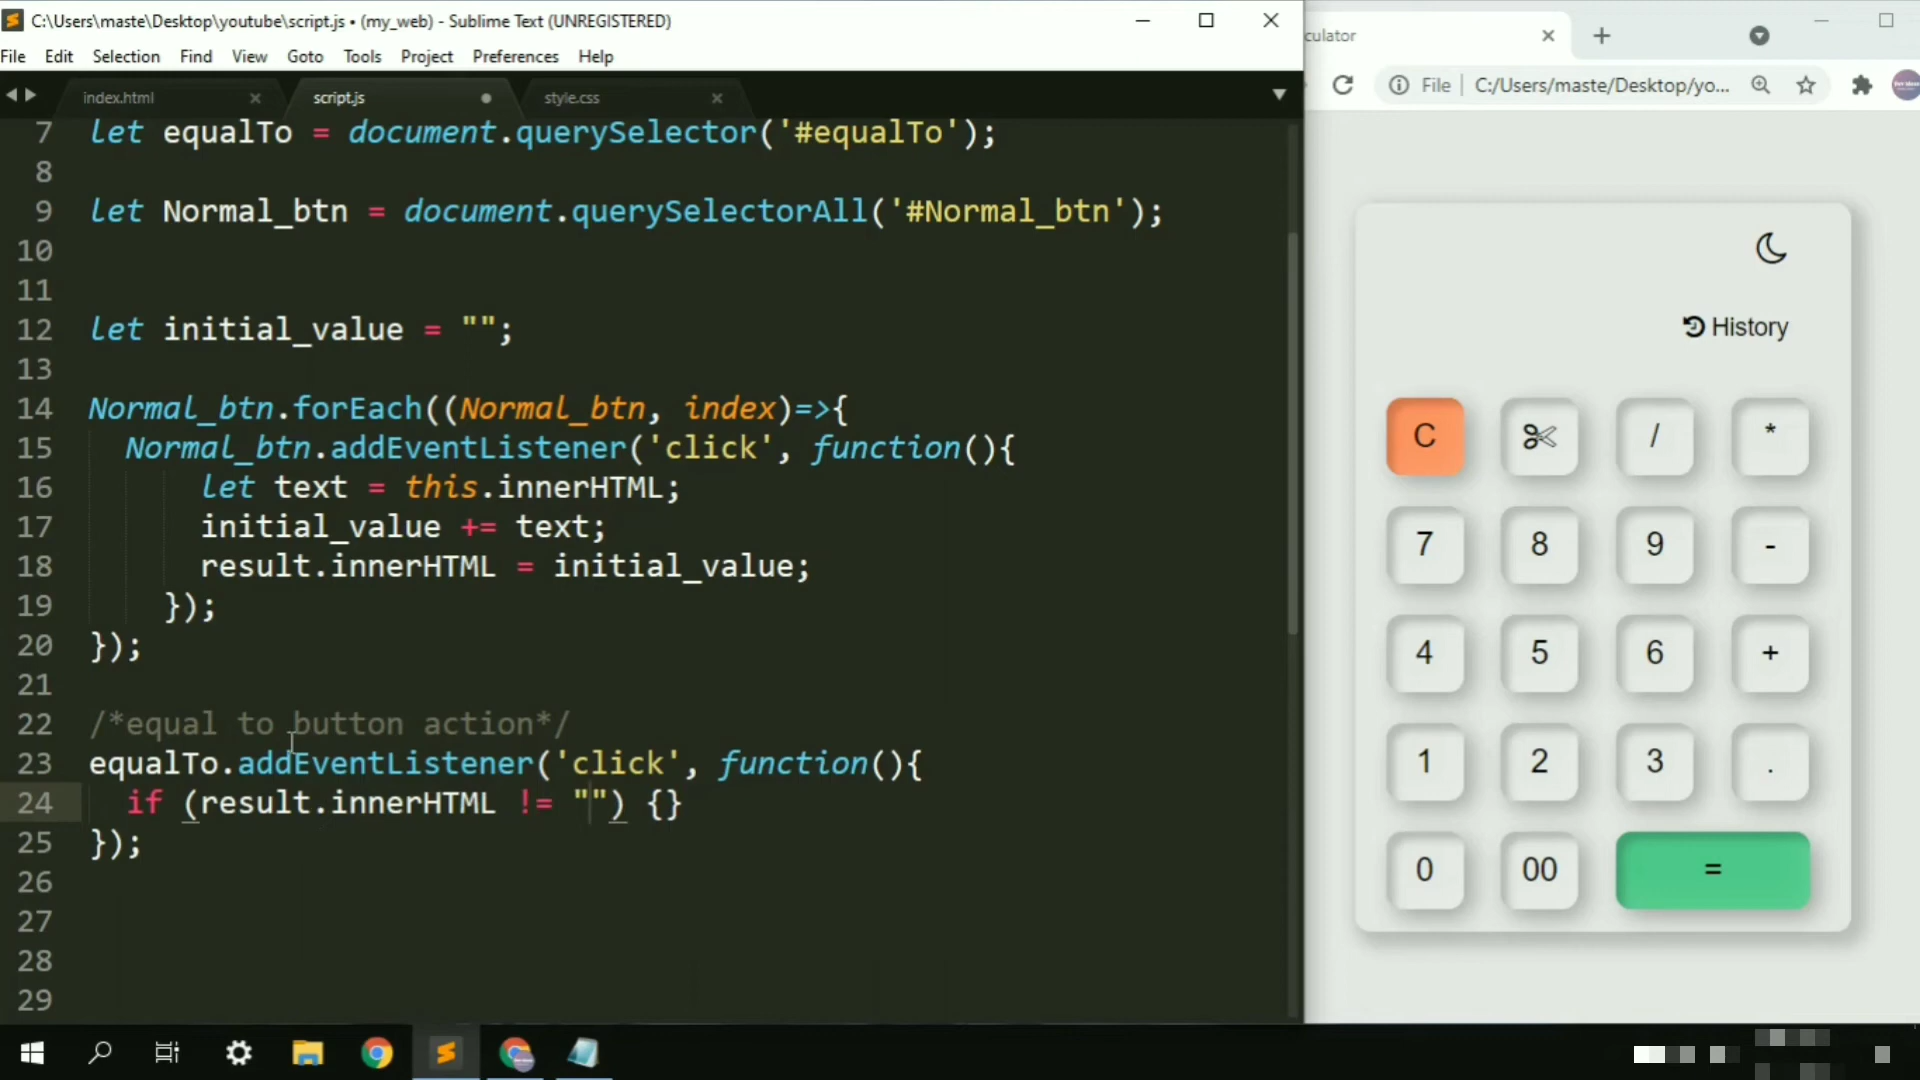 C:\Users\maste\Desktop\youtube\script.js • (my_web) - Sublime Text (UNREGISTERED)
File Edit Selection Find View Goto Tools Project Preferences Help
index.html script.js style.css
7 let equalTo = document.querySelector('#equalTo');
8
9 let Normal_btn = document.querySelectorAll('#Normal_btn');
10
11
12 let initial_value = "";
13
14 Normal_btn.forEach((Normal_btn, index)=>{
15 Normal_btn.addEventListener('click', function(){
16 let text = this.innerHTML;
17 initial_value += text;
18 result.innerHTML = initial_value;
19 });
20 });
21
22 /*equal to button action*/
23 equalTo.addEventListener('click', function(){
24 if (result.innerHTML != "") {}
25 });
26
27
28
29
culator
File C:/Users/maste/Desktop/yo...
History
C / *
7 8 9 -
4 5 6 +
1 2 3 .
0 00 =